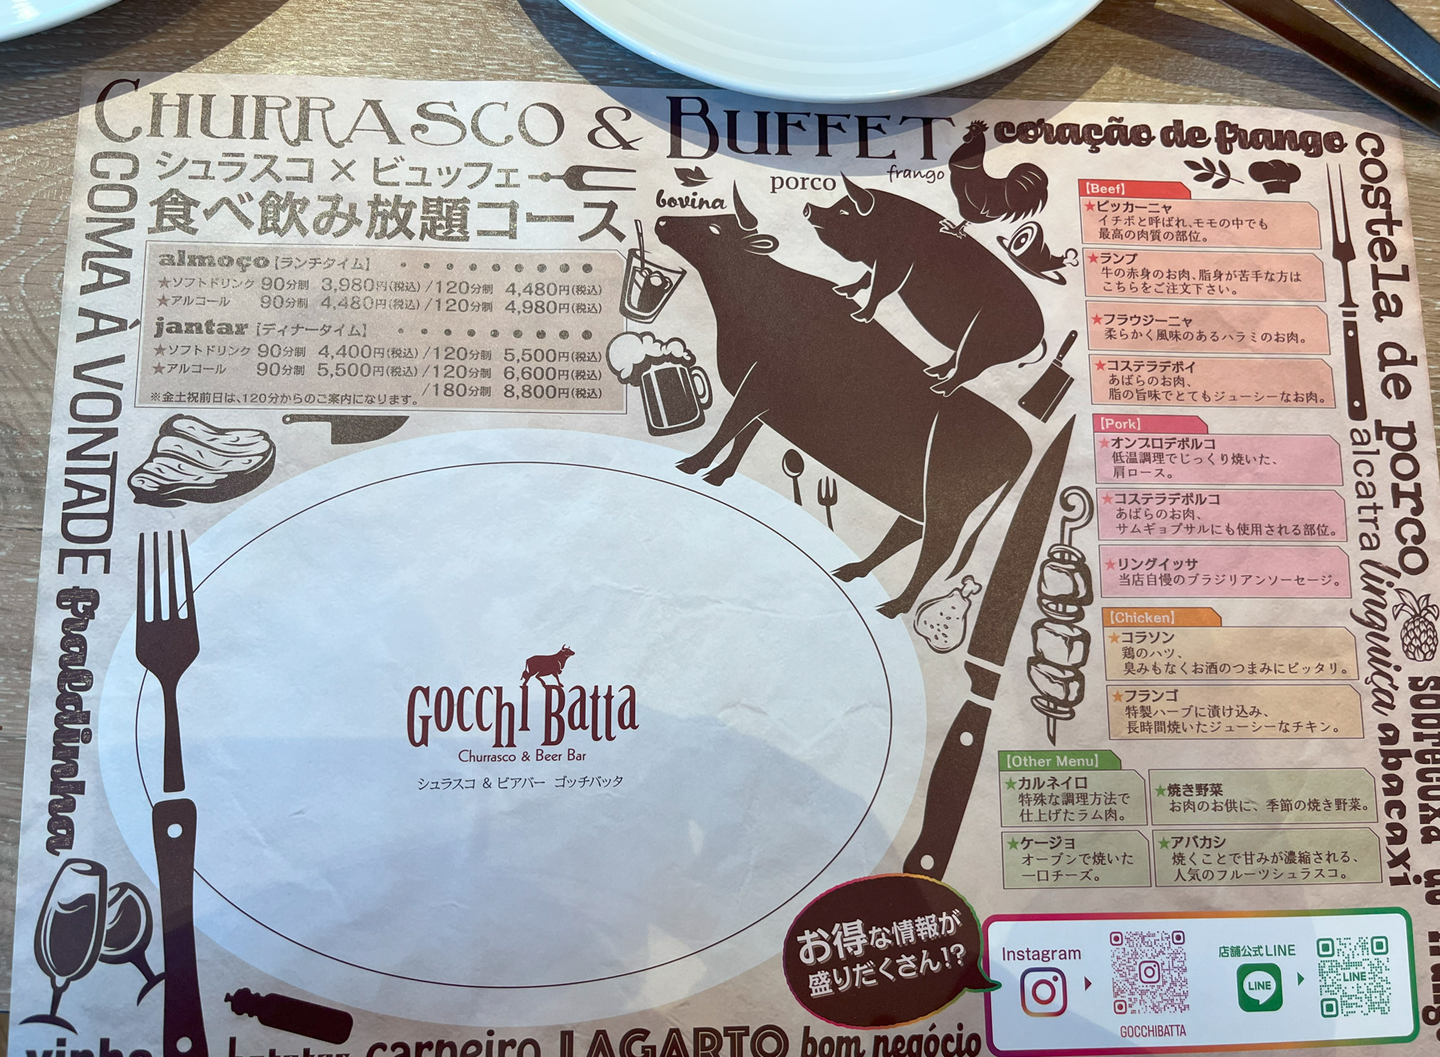 CHURRASCO & BUFFET
coração de frango
シュラスコ × ビュッフェ
食べ飲み放題コース
almoço【ランチタイム】
★ソフトドリンク 90分制 3,980円(税込) / 120分制 4,480円(税込)
★アルコール 90分制 4,480円(税込) / 120分制 4,980円(税込)
jantar【ディナータイム】
★ソフトドリンク 90分制 4,400円(税込) / 120分制 5,500円(税込)
★アルコール 90分制 5,500円(税込) / 120分制 6,600円(税込)
/ 180分制 8,800円(税込)
※金土祝前日は、120分からのご案内になります。
bovina
porco
frango
COMA À VONTADE
fraldinha
GOCCHI Batta
Churrasco & Beer Bar
シュラスコ & ビアバー ゴッチバッタ
【Beef】
★ピッカーニャ
イチボと呼ばれ、モモの中でも
最高の肉質の部位。
★ランプ
牛の赤身のお肉、脂身が苦手な方は
こちらをご注文下さい。
★フラウジーニャ
柔らかく風味のあるハラミのお肉。
★コステラデボイ
あばらのお肉、
脂の旨味でとてもジューシーなお肉。
【Pork】
★オンブロデポルコ
低温調理でじっくり焼いた、
肩ロース。
★コステラデポルコ
あばらのお肉、
サムギョプサルにも使用される部位。
★リングイッサ
当店自慢のブラジリアンソーセージ。
【Chicken】
★コラソン
鶏のハツ、
臭みもなくお酒のつまみにピッタリ。
★フランゴ
特製ハーブに漬け込み、
長時間焼いたジューシーなチキン。
【Other Menu】
★カルネイロ
特殊な調理方法で
仕上げたラム肉。
★焼き野菜
お肉のお供に、季節の焼き野菜。
★ケージョ
オーブンで焼いた
一口チーズ。
★アバカシ
焼くことで甘みが濃縮される、
人気のフルーツシュラスコ。
costela de porco
alcatra
linguiça
abacaxi
お得な情報が
盛りだくさん!?
Instagram
GOCCHIBATTA
店舗公式LINE
LINE
LINE
vinho
carneiro
LAGARTO
bom negócio